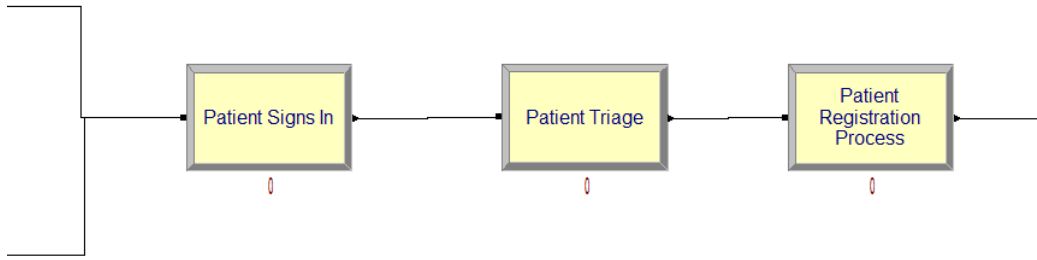 Patient Signs In
Patient Triage
Patient
Registration
Process
0
0
0